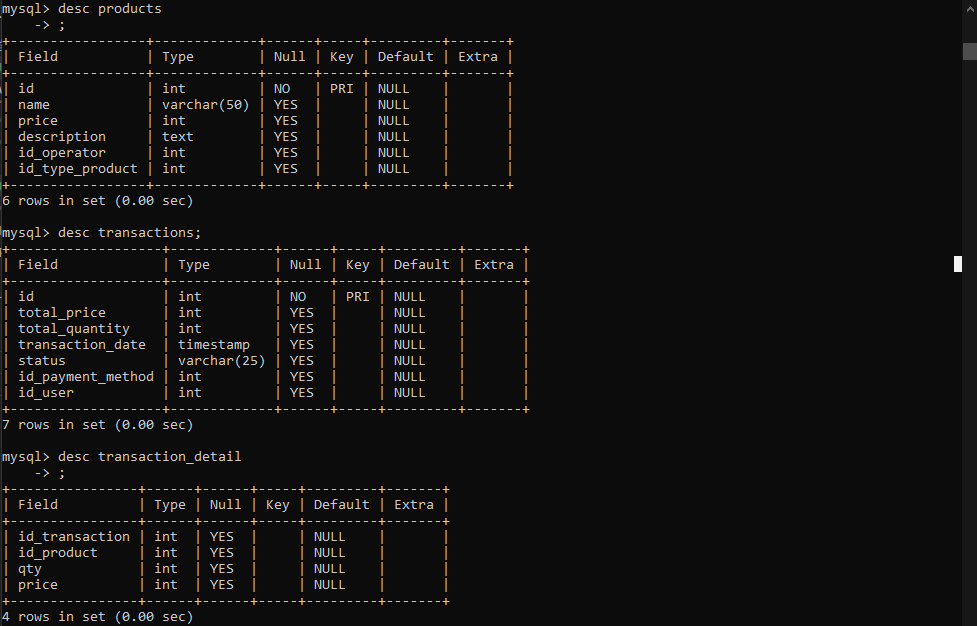 mysql> desc products
    -> ;
+-----------------+-------------+------+-----+---------+-------+
| Field           | Type        | Null | Key | Default | Extra |
+-----------------+-------------+------+-----+---------+-------+
| id              | int         | NO   | PRI | NULL    |       |
| name            | varchar(50) | YES  |     | NULL    |       |
| price           | int         | YES  |     | NULL    |       |
| description     | text        | YES  |     | NULL    |       |
| id_operator     | int         | YES  |     | NULL    |       |
| id_type_product | int         | YES  |     | NULL    |       |
+-----------------+-------------+------+-----+---------+-------+
6 rows in set (0.00 sec)
mysql> desc transactions;
+-------------------+-------------+------+-----+---------+-------+
| Field             | Type        | Null | Key | Default | Extra |
+-------------------+-------------+------+-----+---------+-------+
| id                | int         | NO   | PRI | NULL    |       |
| total_price       | int         | YES  |     | NULL    |       |
| total_quantity    | int         | YES  |     | NULL    |       |
| transaction_date  | timestamp   | YES  |     | NULL    |       |
| status            | varchar(25) | YES  |     | NULL    |       |
| id_payment_method | int         | YES  |     | NULL    |       |
| id_user           | int         | YES  |     | NULL    |       |
+-------------------+-------------+------+-----+---------+-------+
7 rows in set (0.00 sec)
mysql> desc transaction_detail
    -> ;
+----------------+------+------+-----+---------+-------+
| Field          | Type | Null | Key | Default | Extra |
+----------------+------+------+-----+---------+-------+
| id_transaction | int  | YES  |     | NULL    |       |
| id_product     | int  | YES  |     | NULL    |       |
| qty            | int  | YES  |     | NULL    |       |
| price          | int  | YES  |     | NULL    |       |
+----------------+------+------+-----+---------+-------+
4 rows in set (0.00 sec)